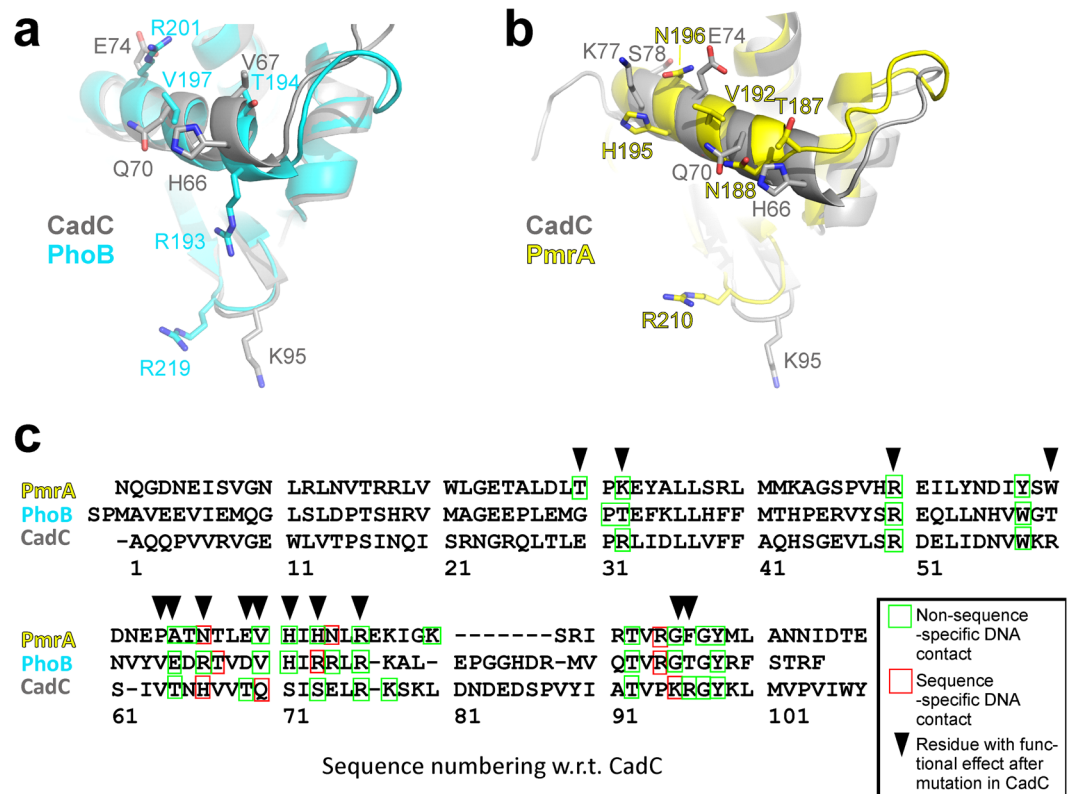 a
R201
E74
V197
V67
T194
Q70
H66
CadC
PhoB
R193
R219
K95
b
N196
E74
K77
S78
V192
T187
H195
Q70
N188
H66
CadC
PmrA
R210
K95
c
PmrA NQGDNEISVGN LRLNVTRRLV WLGETALDLT PKEYALLSRL MMKAGSPVHR EILYNDIYSW
PhoB SPMAVEEVIEMQG LSLDPTSHRV MAGEEPLEMG PTEFKLLHFF MTHPERVYSR EQLLNHVWGT
CadC -AQQPVVRVGE WLVTPSINQI SRNGRQLTLE PRLIDLLVFF AQHSGEVLSR DELIDNVWKR
1 11 21 31 41 51
PmrA DNEPATNTLEV HIHNLREKIGK -------SRI RTVRGFGYML ANNIDTE
PhoB NVYVEDRTVDV HIRRLR-KAL- EPGGHDR-MV QTVRGTGYRF STRF
CadC S-IVTNHVVTQ SISELR-KSKL DNDEDSPVYI ATVPKRGYKL MVPVIWY
61 71 81 91 101
Sequence numbering w.r.t. CadC
Non-sequence
-specific DNA
contact
Sequence
-specific DNA
contact
Residue with func-
tional effect after
mutation in CadC